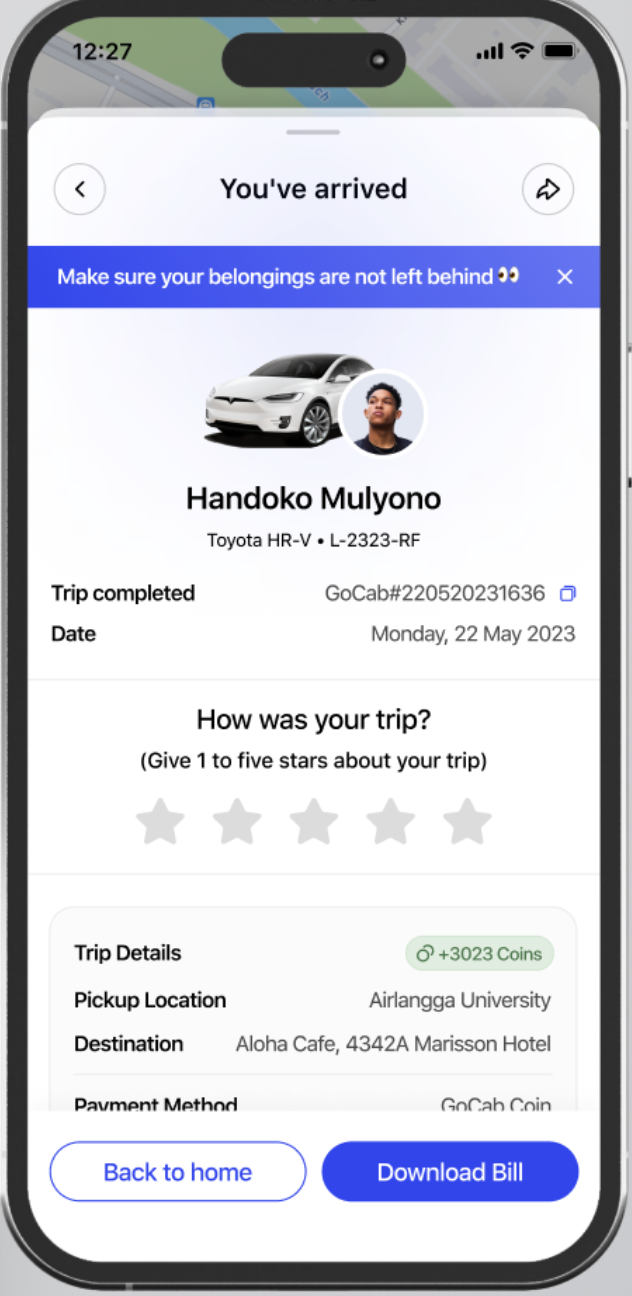 12:27
You've arrived
Make sure your belongings are not left behind 👀
Handoko Mulyono
Toyota HR-V • L-2323-RF
Trip completed GoCab#220520231636
Date Monday, 22 May 2023
How was your trip?
(Give 1 to five stars about your trip)
Trip Details +3023 Coins
Pickup Location Airlangga University
Destination Aloha Cafe, 4342A Marisson Hotel
Payment Method GoCab Coin
Back to home Download Bill